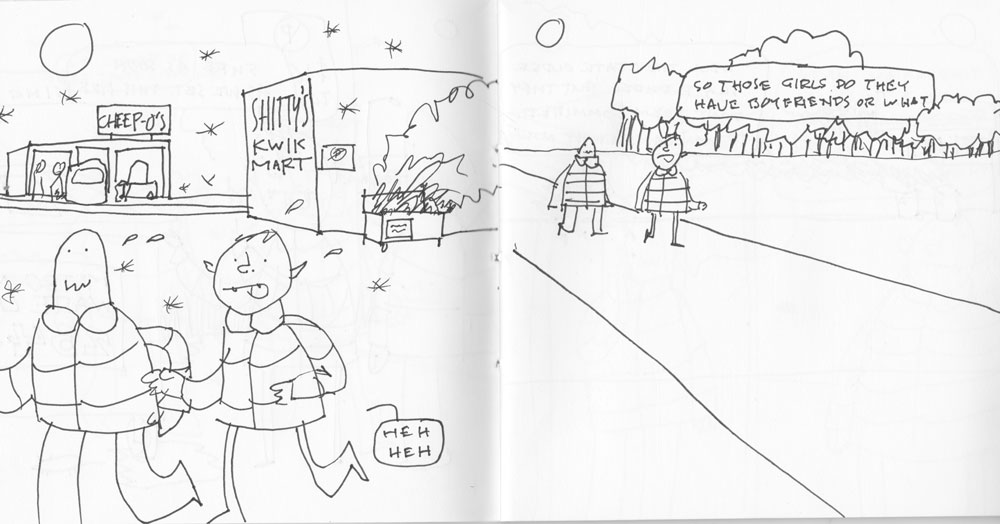 CHEEP-O'S
SHITTY'S
KWIK
MART
HEH
HEH
SO THOSE GIRLS DO THEY
HAVE BOYFRIENDS OR WHAT